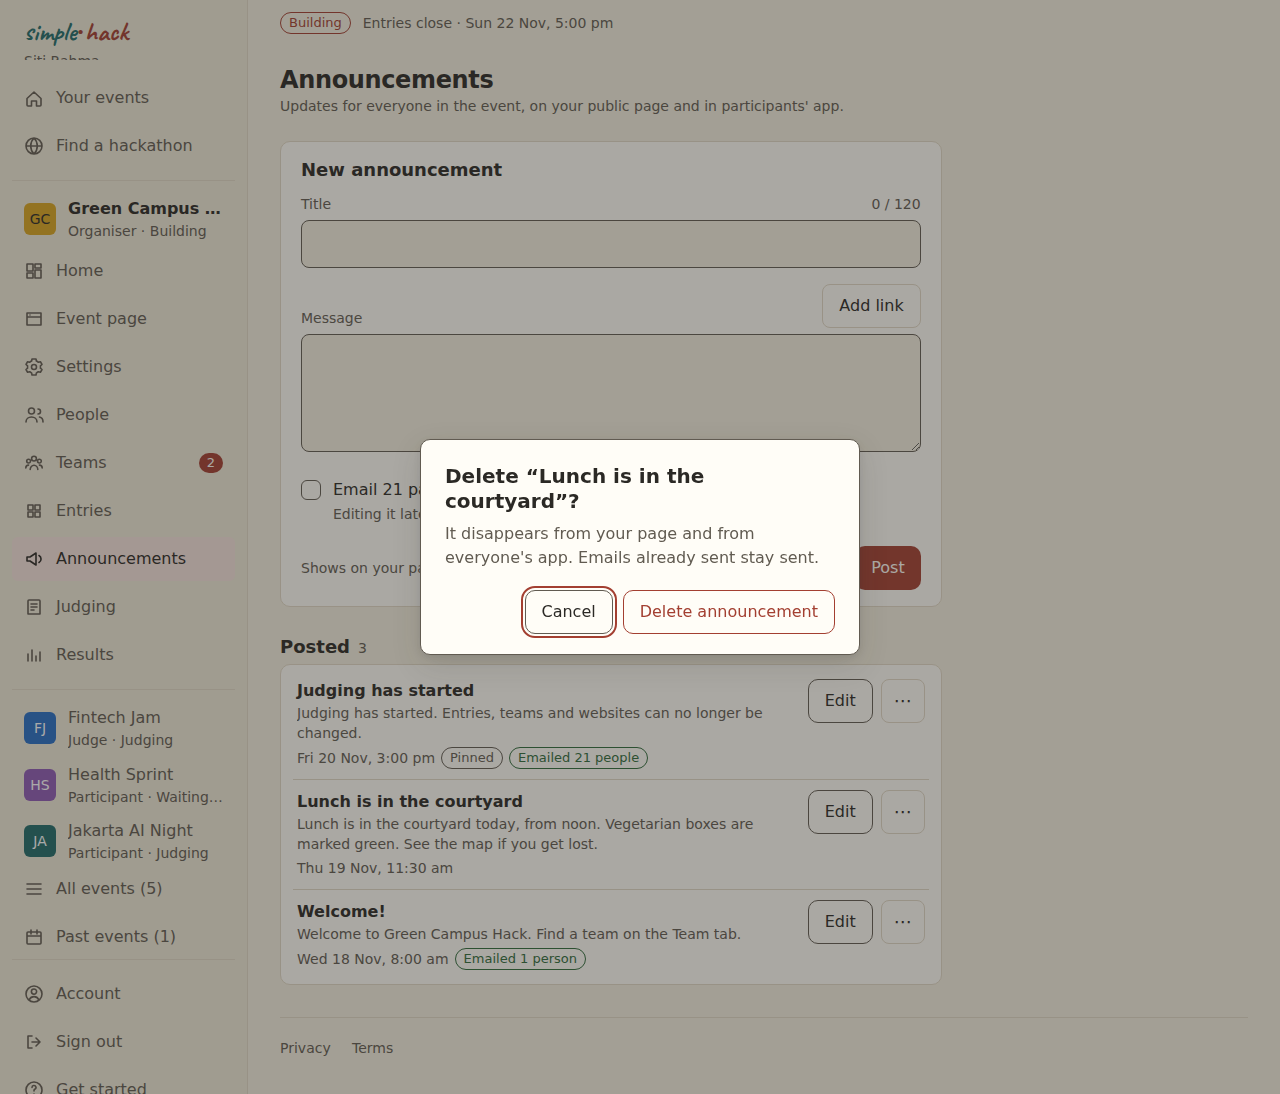 simple·hack
Siti Rahma
Your events
Find a hackathon
GC
Green Campus …
Organiser · Building
Home
Event page
Settings
People
Teams
2
Entries
Announcements
Judging
Results
FJ
Fintech Jam
Judge · Judging
HS
Health Sprint
Participant · Waiting…
JA
Jakarta AI Night
Participant · Judging
All events (5)
Past events (1)
Account
Sign out
Get started
Building
Entries close · Sun 22 Nov, 5:00 pm
Announcements
Updates for everyone in the event, on your public page and in participants' app.
New announcement
Title
0 / 120
Add link
Message
Email 21
Editing it
Shows on your
Post
Delete “Lunch is in the
courtyard”?
It disappears from your page and from
everyone's app. Emails already sent stay sent.
Cancel
Delete announcement
Posted 3
Judging has started
Judging has started. Entries, teams and websites can no longer be
changed.
Fri 20 Nov, 3:00 pm
Pinned
Emailed 21 people
Edit
···
Lunch is in the courtyard
Lunch is in the courtyard today, from noon. Vegetarian boxes are
marked green. See the map if you get lost.
Thu 19 Nov, 11:30 am
Edit
···
Welcome!
Welcome to Green Campus Hack. Find a team on the Team tab.
Wed 18 Nov, 8:00 am
Emailed 1 person
Edit
···
Privacy
Terms